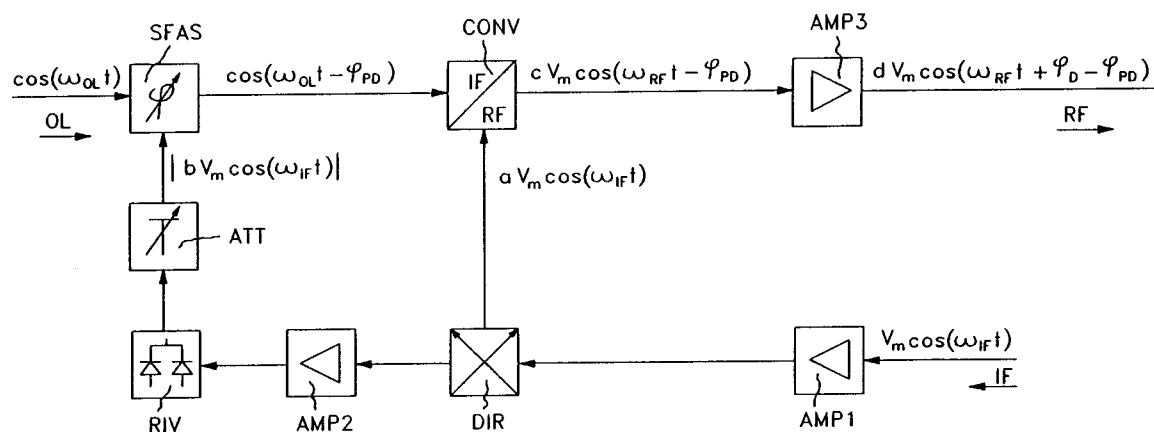 SFAS
CONV
AMP3
cos(ω_OL t)
cos(ω_OL t − φ_PD)
c V_m cos(ω_RF t − φ_PD)
d V_m cos(ω_RF t + φ_D − φ_PD)
φ
IF
RF
OL
RF
| b V_m cos(ω_IF t) |
a V_m cos(ω_IF t)
ATT
V_m cos(ω_IF t)
IF
RIV
AMP2
DIR
AMP1